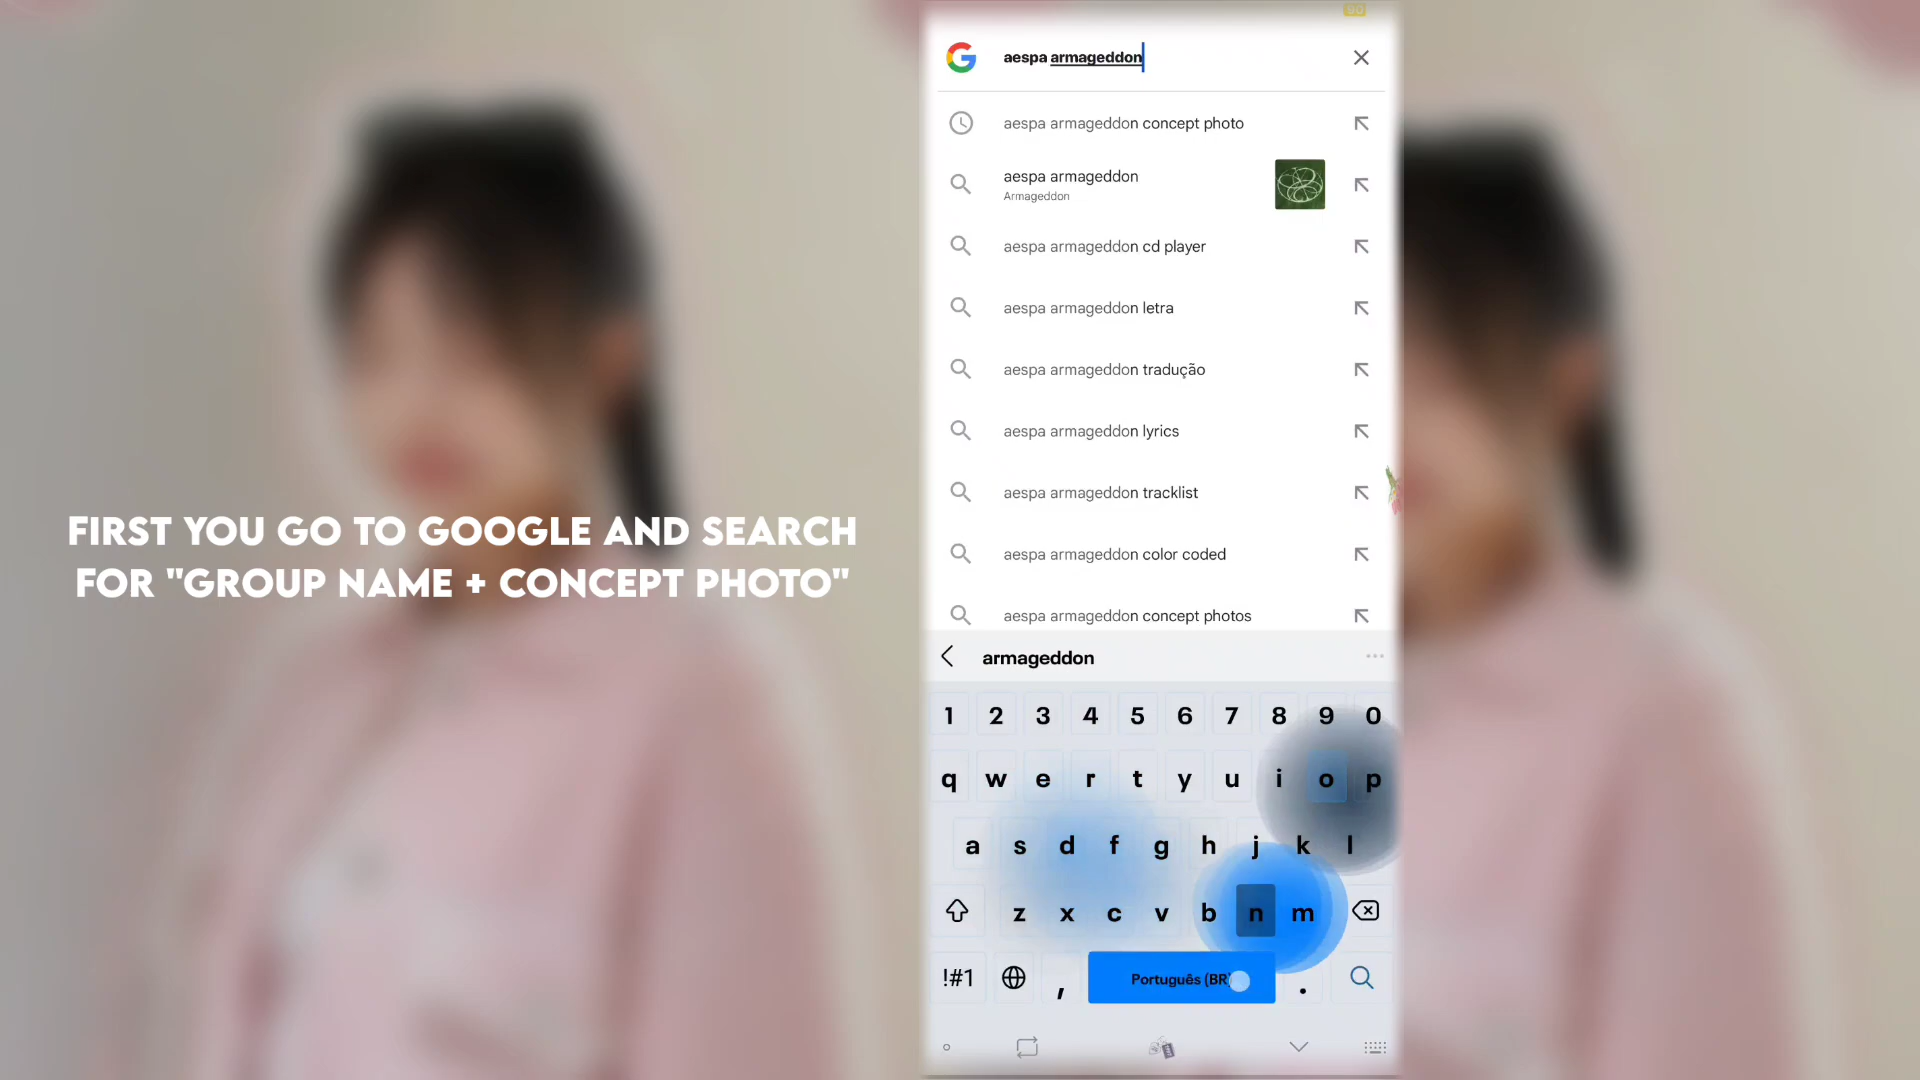 90
aespa armageddon
aespa armageddon concept photo
aespa armageddon
Armageddon
aespa armageddon cd player
aespa armageddon letra
aespa armageddon tradução
aespa armageddon lyrics
aespa armageddon tracklist
aespa armageddon color coded
aespa armageddon concept photos
FIRST YOU GO TO GOOGLE AND SEARCH
FOR "GROUP NAME + CONCEPT PHOTO"
armageddon
1 2 3 4 5 6 7 8 9 0
q w e r t y u i o p
a s d f g h j k l
z x c v b n m
!#1 , Português (BR) .